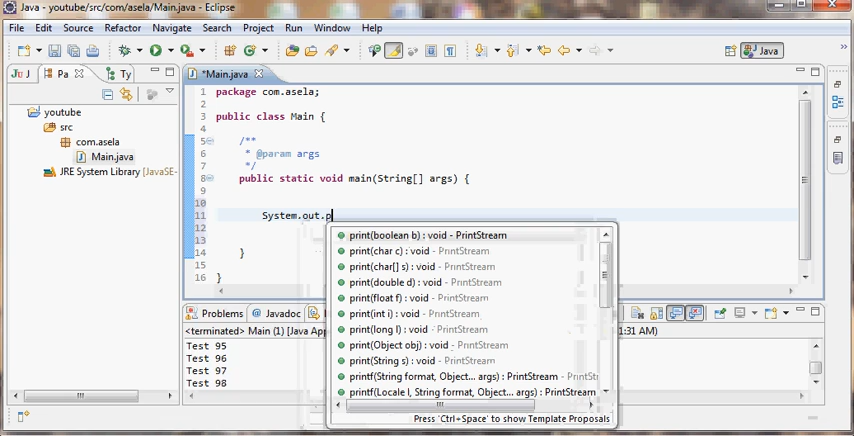 Java - youtube/src/com/asela/Main.java - Eclipse
File Edit Source Refactor Navigate Search Project Run Window Help
Java
Ju J Pa Ty
youtube
src
com.asela
Main.java
JRE System Library [JavaSE-
*Main.java
1 package com.asela;
2
3 public class Main {
4
5 /**
6 * @param args
7 */
8 public static void main(String[] args) {
9
10
11 System.out.p
12
13
14 }
15
16 }
print(boolean b) : void - PrintStream
print(char c) : void - PrintStream
print(char[] s) : void - PrintStream
print(double d) : void - PrintStream
print(float f) : void - PrintStream
print(int i) : void - PrintStream
print(long l) : void - PrintStream
print(Object obj) : void - PrintStream
print(String s) : void - PrintStream
printf(String format, Object... args) : PrintStream - PrintStr
printf(Locale l, String format, Object... args) : PrintStream
Press 'Ctrl+Space' to show Template Proposals
Problems @ Javadoc
<terminated> Main (1) [Java App
1:31 AM)
Test 95
Test 96
Test 97
Test 98